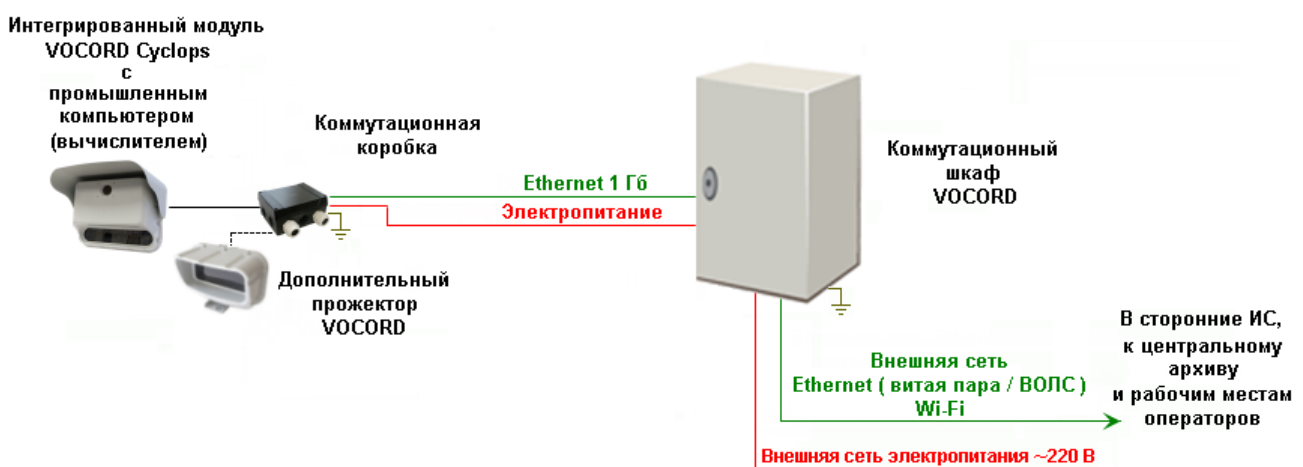 Интегрированный модуль
VOCORD Cyclops
с
промышленным
компьютером
(вычислителем)
Коммутационная
коробка
Ethernet 1 Гб
Электропитание
Коммутационный
шкаф
VOCORD
Дополнительный
прожектор
VOCORD
Внешняя сеть
Ethernet ( витая пара / ВОЛС )
Wi-Fi
В сторонние ИС,
к центральному
архиву
и рабочим местам
операторов
Внешняя сеть электропитания ~220 В